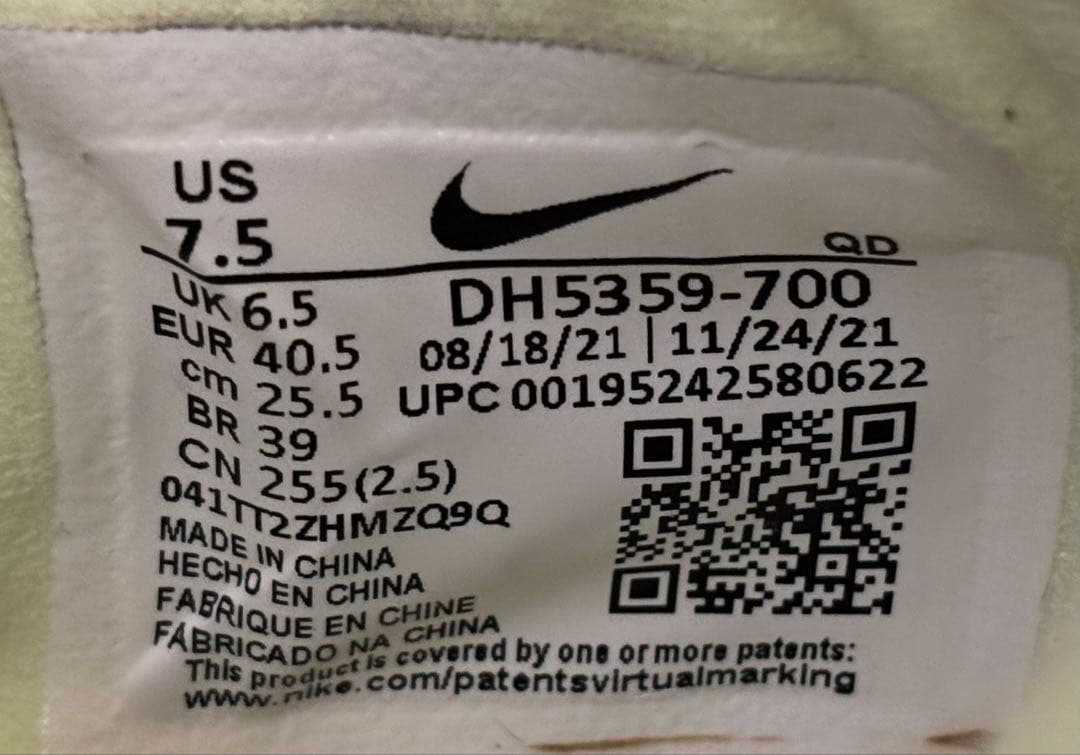 US
7.5
QD
UK 6.5
EUR 40.5
cm 25.5
BR 39
CN 255(2.5)
DH5359-700
08/18/21 | 11/24/21
UPC 00195242580622
041TT2ZHMZQ9Q
MADE IN CHINA
HECHO EN CHINA
FABRIQUE EN CHINE
FABRICADO NA CHINA
This product is covered by one or more patents:
www.nike.com/patentsvirtualmarking